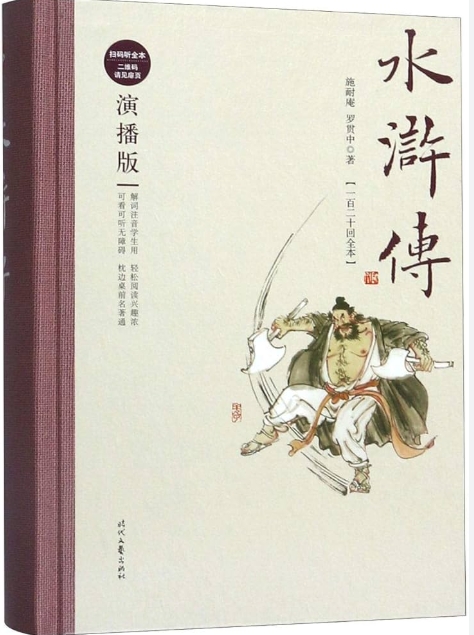 水滸傳
施耐庵 罗贯中◎著
【一百二十回全本】
扫码听全本
二维码
请见扉页
演播版
解词注音学生用 轻松阅读兴趣浓
可看可听无障碍 枕边桌前名著通
时代文艺出版社